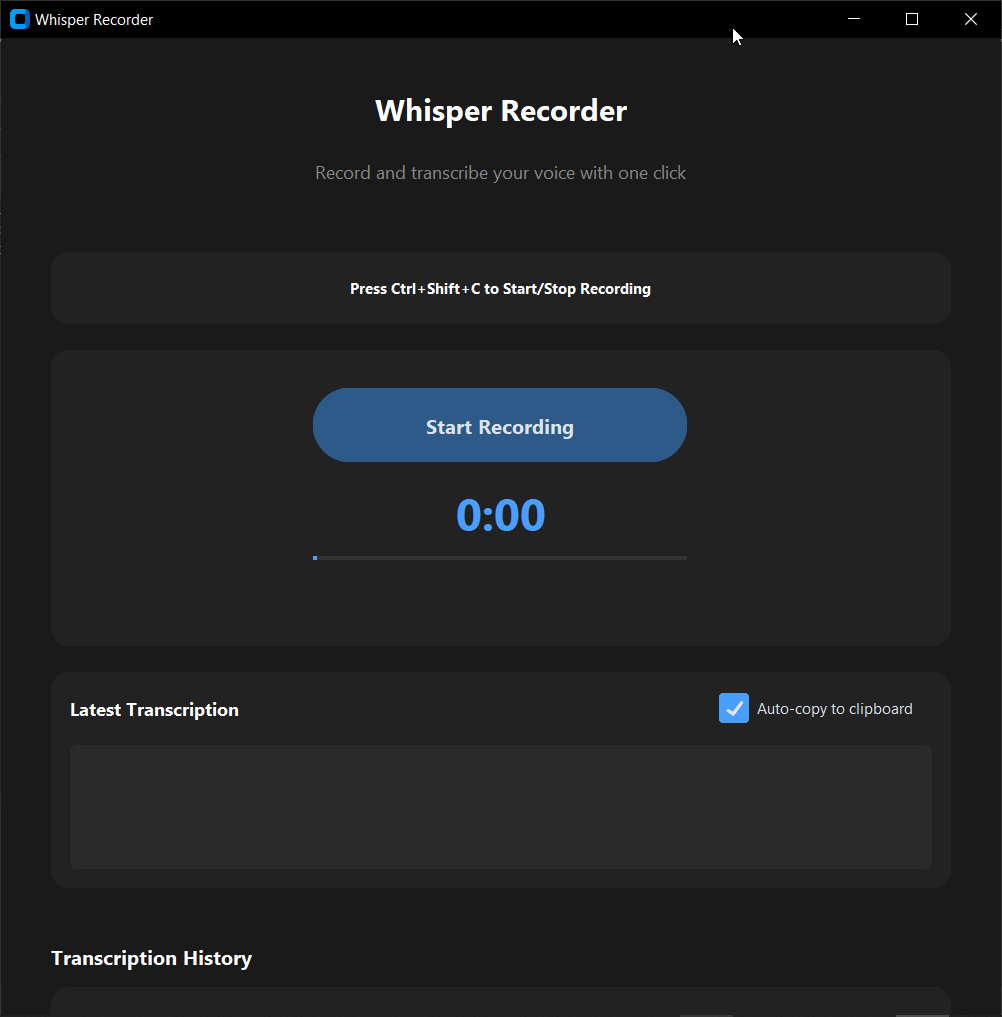 Whisper Recorder
Whisper Recorder
Record and transcribe your voice with one click
Press Ctrl+Shift+C to Start/Stop Recording
Start Recording
0:00
Latest Transcription
Auto-copy to clipboard
Transcription History